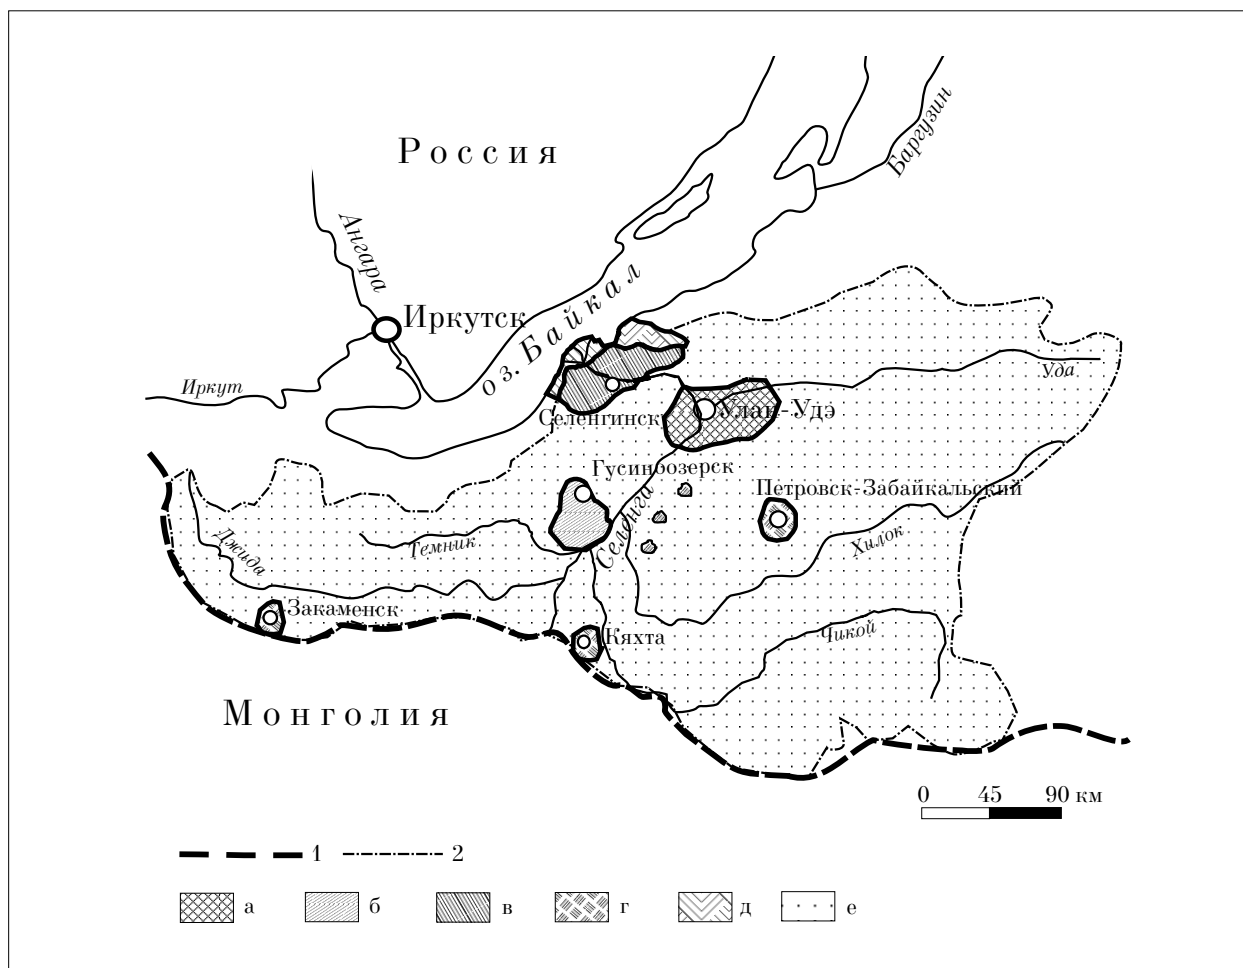 Россия
Баргузин
Ангара
Иркутск
оз. Байкал
Иркут
Уда
Селенгинск
Улан-Удэ
Гусиноозерск
Селенга
Петровск-Забайкальский
Джида
Темник
Хилок
Закаменск
Кяхта
Чикой
Монголия
0 45 90 км
1 2
а б в г д е